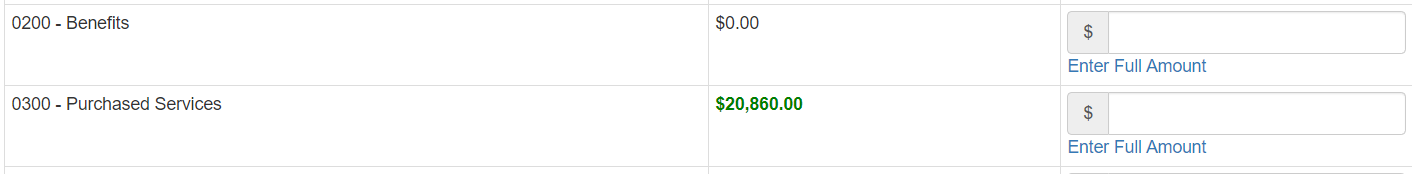 0200 - Benefits $0.00 $
Enter Full Amount
0300 - Purchased Services $20,860.00 $
Enter Full Amount